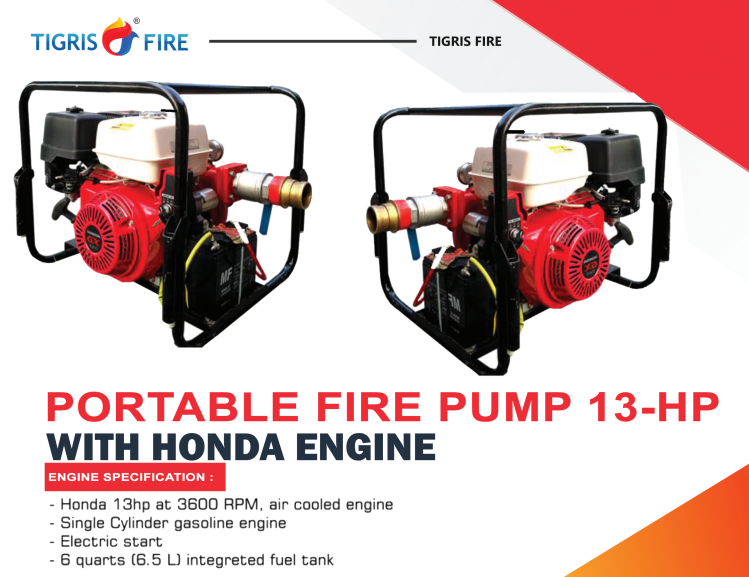 TIGRIS FIRE ®
TIGRIS FIRE
MF
PORTABLE FIRE PUMP 13-HP
WITH HONDA ENGINE
ENGINE SPECIFICATION :
- Honda 13hp at 3600 RPM, air cooled engine
- Single Cylinder gasoline engine
- Electric start
- 6 quarts (6.5 L) integreted fuel tank